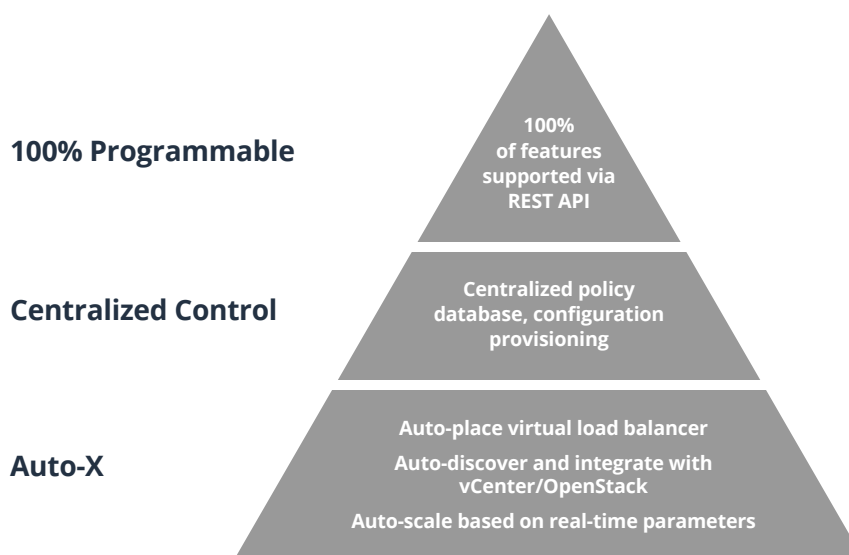 100% Programmable
100%
of features
supported via
REST API
Centralized Control
Centralized policy
database, configuration
provisioning
Auto-X
Auto-place virtual load balancer
Auto-discover and integrate with
vCenter/OpenStack
Auto-scale based on real-time parameters